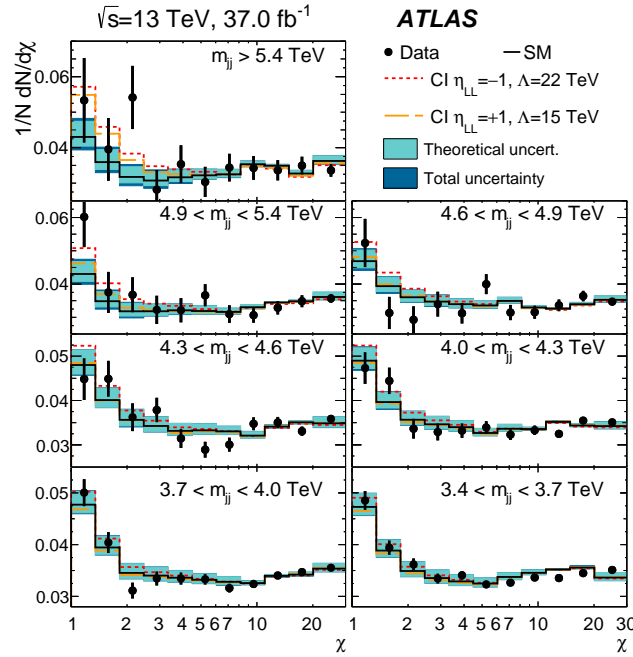 √s=13 TeV, 37.0 fb⁻¹ ATLAS
1/N dN/dχ
m_jj > 5.4 TeV
Data SM
CI η_LL=−1, Λ=22 TeV
CI η_LL=+1, Λ=15 TeV
Theoretical uncert.
Total uncertainty
0.06
0.04
4.9 < m_jj < 5.4 TeV 4.6 < m_jj < 4.9 TeV
0.06
0.04
4.3 < m_jj < 4.6 TeV 4.0 < m_jj < 4.3 TeV
0.05
0.04
0.03
3.7 < m_jj < 4.0 TeV 3.4 < m_jj < 3.7 TeV
0.05
0.04
0.03
1 2 3 4 5 6 7 10 20 1 2 3 4 5 6 7 10 20 30
χ χ